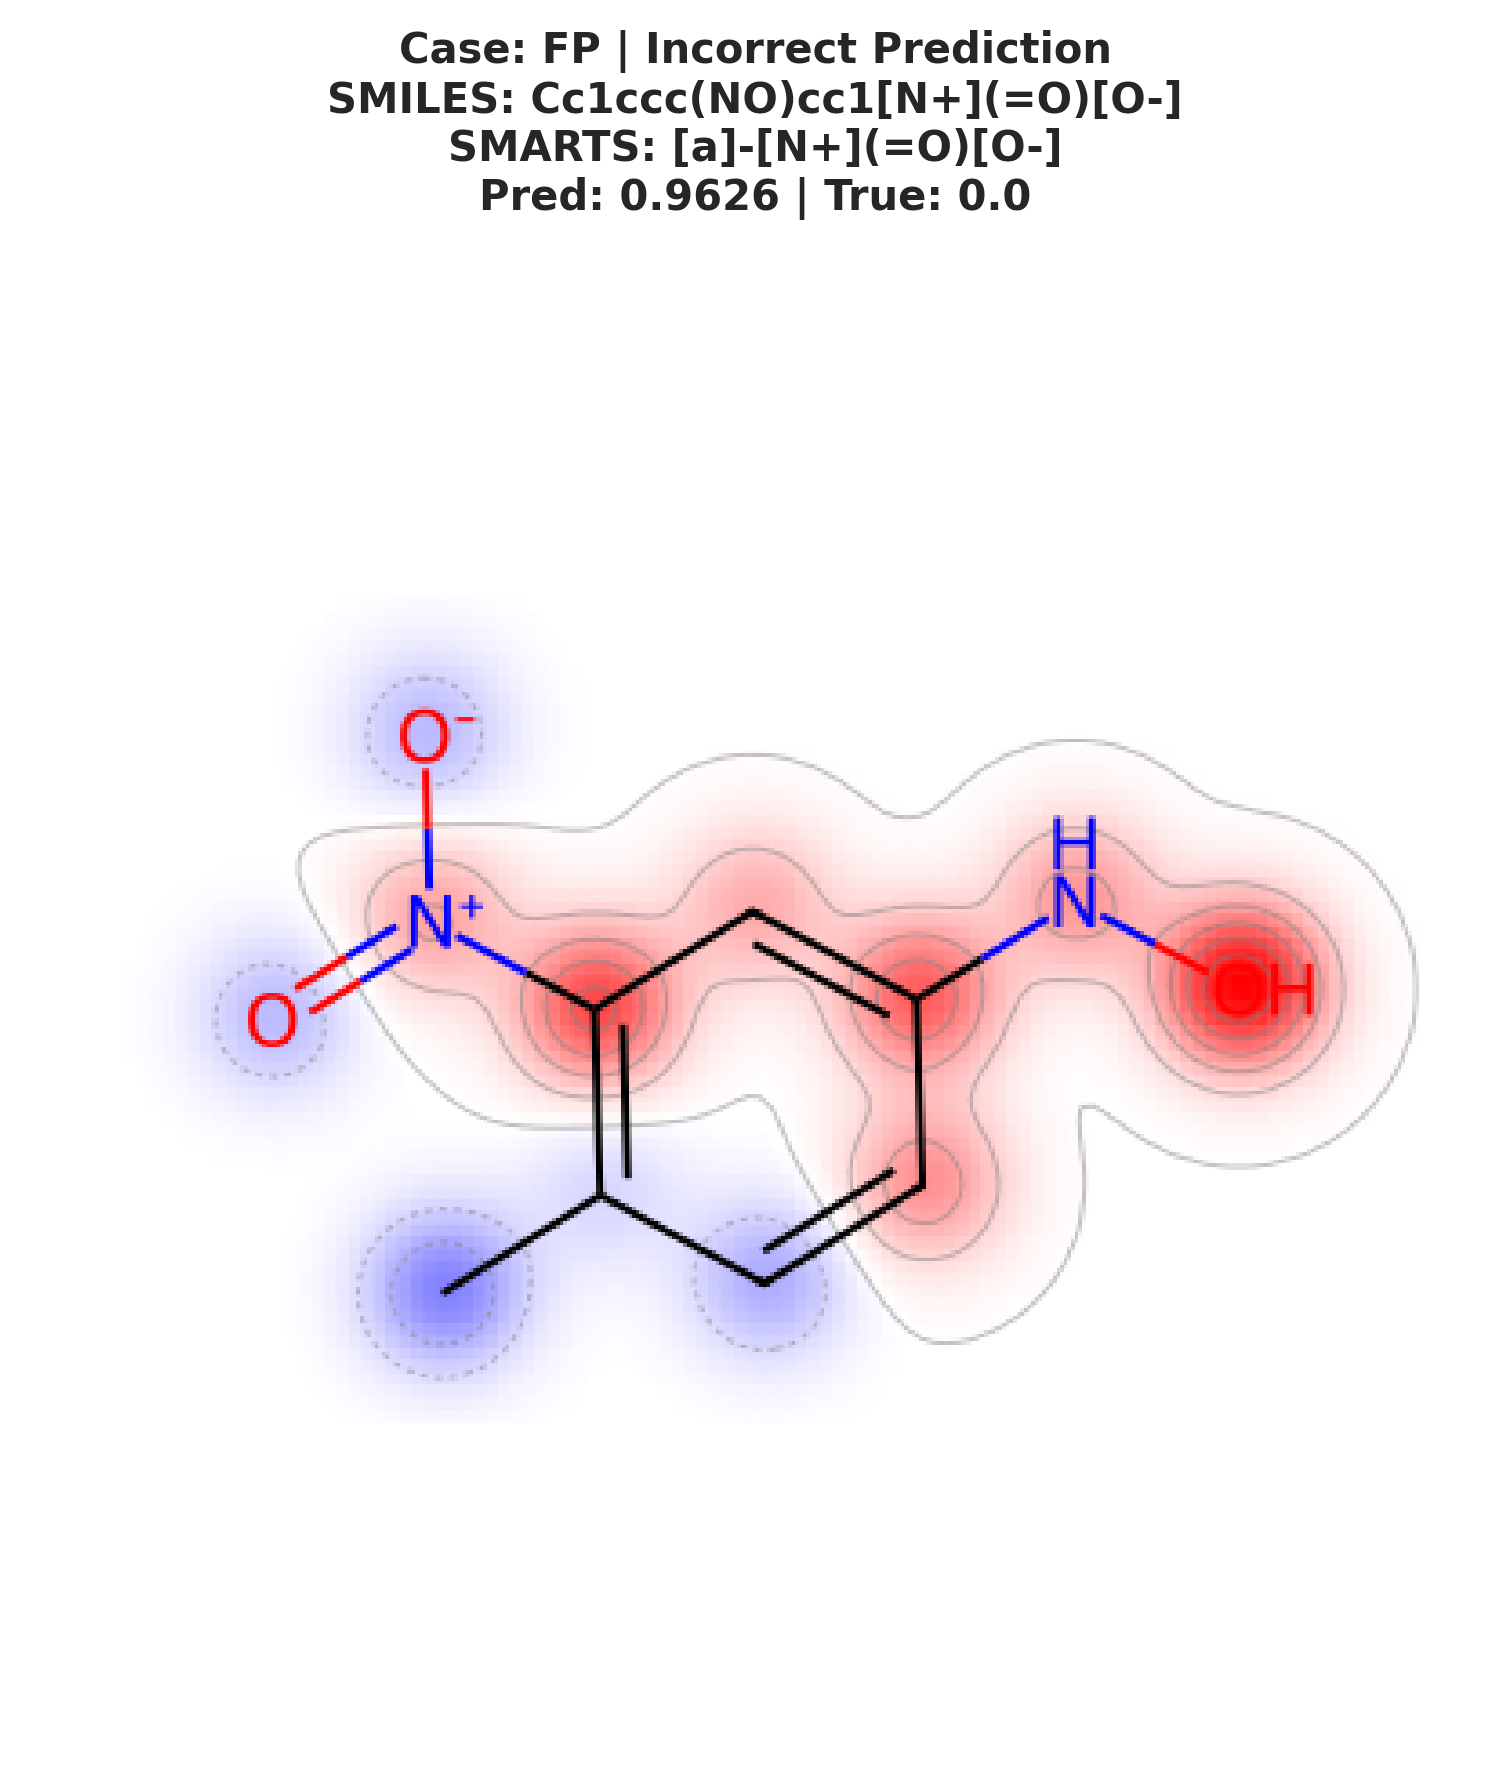 Case: FP | Incorrect Prediction
SMILES: Cc1ccc(NO)cc1[N+](=O)[O-]
SMARTS: [a]-[N+](=O)[O-]
Pred: 0.9626 | True: 0.0
O⁻
H
N⁺
N
OH
O